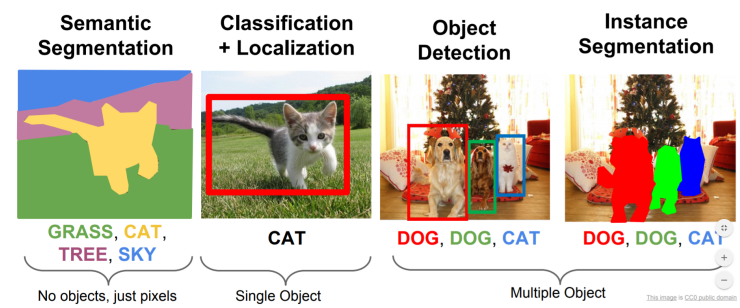 Semantic
Segmentation
Classification
+ Localization
Object
Detection
Instance
Segmentation
GRASS, CAT,
TREE, SKY
CAT
DOG, DOG, CAT
DOG, DOG, CAT
No objects, just pixels
Single Object
Multiple Object
This image is CC0 public domain